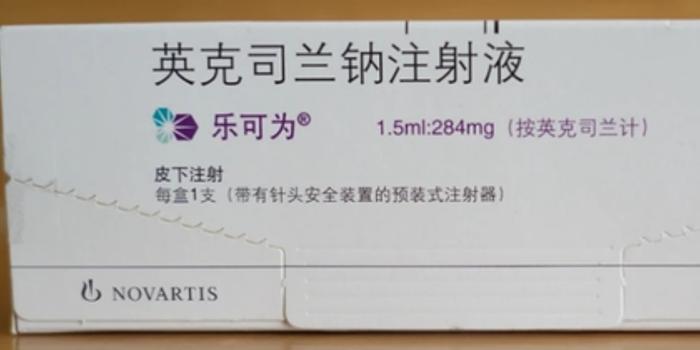 英克司兰钠注射液
乐可为® 1.5ml:284mg（按英克司兰计）
皮下注射
每盒1支（带有针头安全装置的预装式注射器）
NOVARTIS